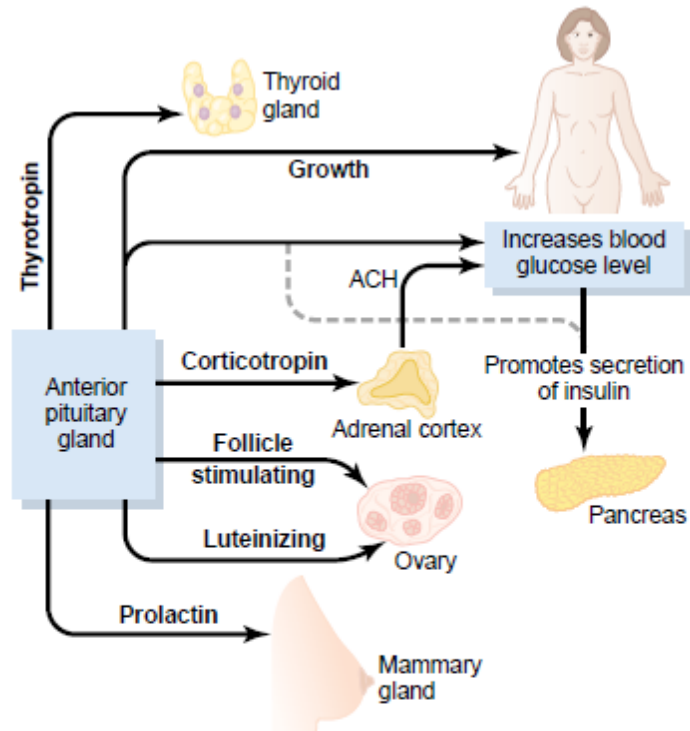 Thyroid
gland
Thyrotropin
Growth
Increases blood
glucose level
ACH
Corticotropin
Promotes secretion
of insulin
Anterior
pituitary
gland
Adrenal cortex
Follicle
stimulating
Pancreas
Luteinizing
Ovary
Prolactin
Mammary
gland